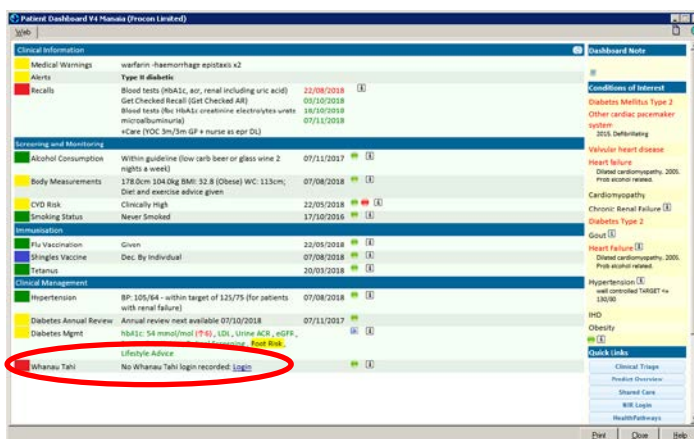 Patient Dashboard V4 Manaia (Procon Limited)
Web
Clinical Information
Medical Warnings warfarin -haemorrhage epistaxis x2
Alerts Type II diabetic
Recalls Blood tests (HbA1c, acr, renal including uric acid) 22/08/2018
Get Checked Recall (Get Checked AR) 03/10/2018
Blood tests (fbc HbA1c creatinine electrolytes urate 18/10/2018
microalbuminuria) 07/11/2018
+Care (YOC 3m/3m GP + nurse as epr DL)
Screening and Monitoring
Alcohol Consumption Within guideline (low carb beer or glass wine 2 07/11/2017
nights a week)
Body Measurements 178.0cm 104.0kg BMI: 32.8 (Obese) WC: 113cm; 07/08/2018
Diet and exercise advice given
CVD Risk Clinically High 22/05/2018
Smoking Status Never Smoked 17/10/2016
Immunisation
Flu Vaccination Given 22/05/2018
Shingles Vaccine Dec. By Individual 07/08/2018
Tetanus 20/03/2018
Clinical Management
Hypertension BP: 105/64 - within target of 125/75 (for patients 07/08/2018
with renal failure)
Diabetes Annual Review Annual review next available 07/10/2018 07/11/2017
Diabetes Mgmt hbA1c: 54 mmol/mol (↑6), LDL, Urine ACR, eGFR,
Foot Risk,
Lifestyle Advice
Whanau Tahi No Whanau Tahi login recorded: Login
Dashboard Note
Conditions of Interest
Diabetes Mellitus Type 2
Other cardiac pacemaker
system
2015. Defibrillating
Valvular heart disease
Heart failure
Dilated cardiomyopathy. 2005.
Prob alcohol related.
Cardiomyopathy
Chronic Renal Failure
Diabetes Type 2
Gout
Heart Failure
Dilated cardiomyopathy. 2005.
Prob alcohol related.
Hypertension
well controlled TARGET <=
130/80
IHD
Obesity
Quick Links
Clinical Triage
Predict Overview
Shared Care
NIR Login
HealthPathways
Print Close Help